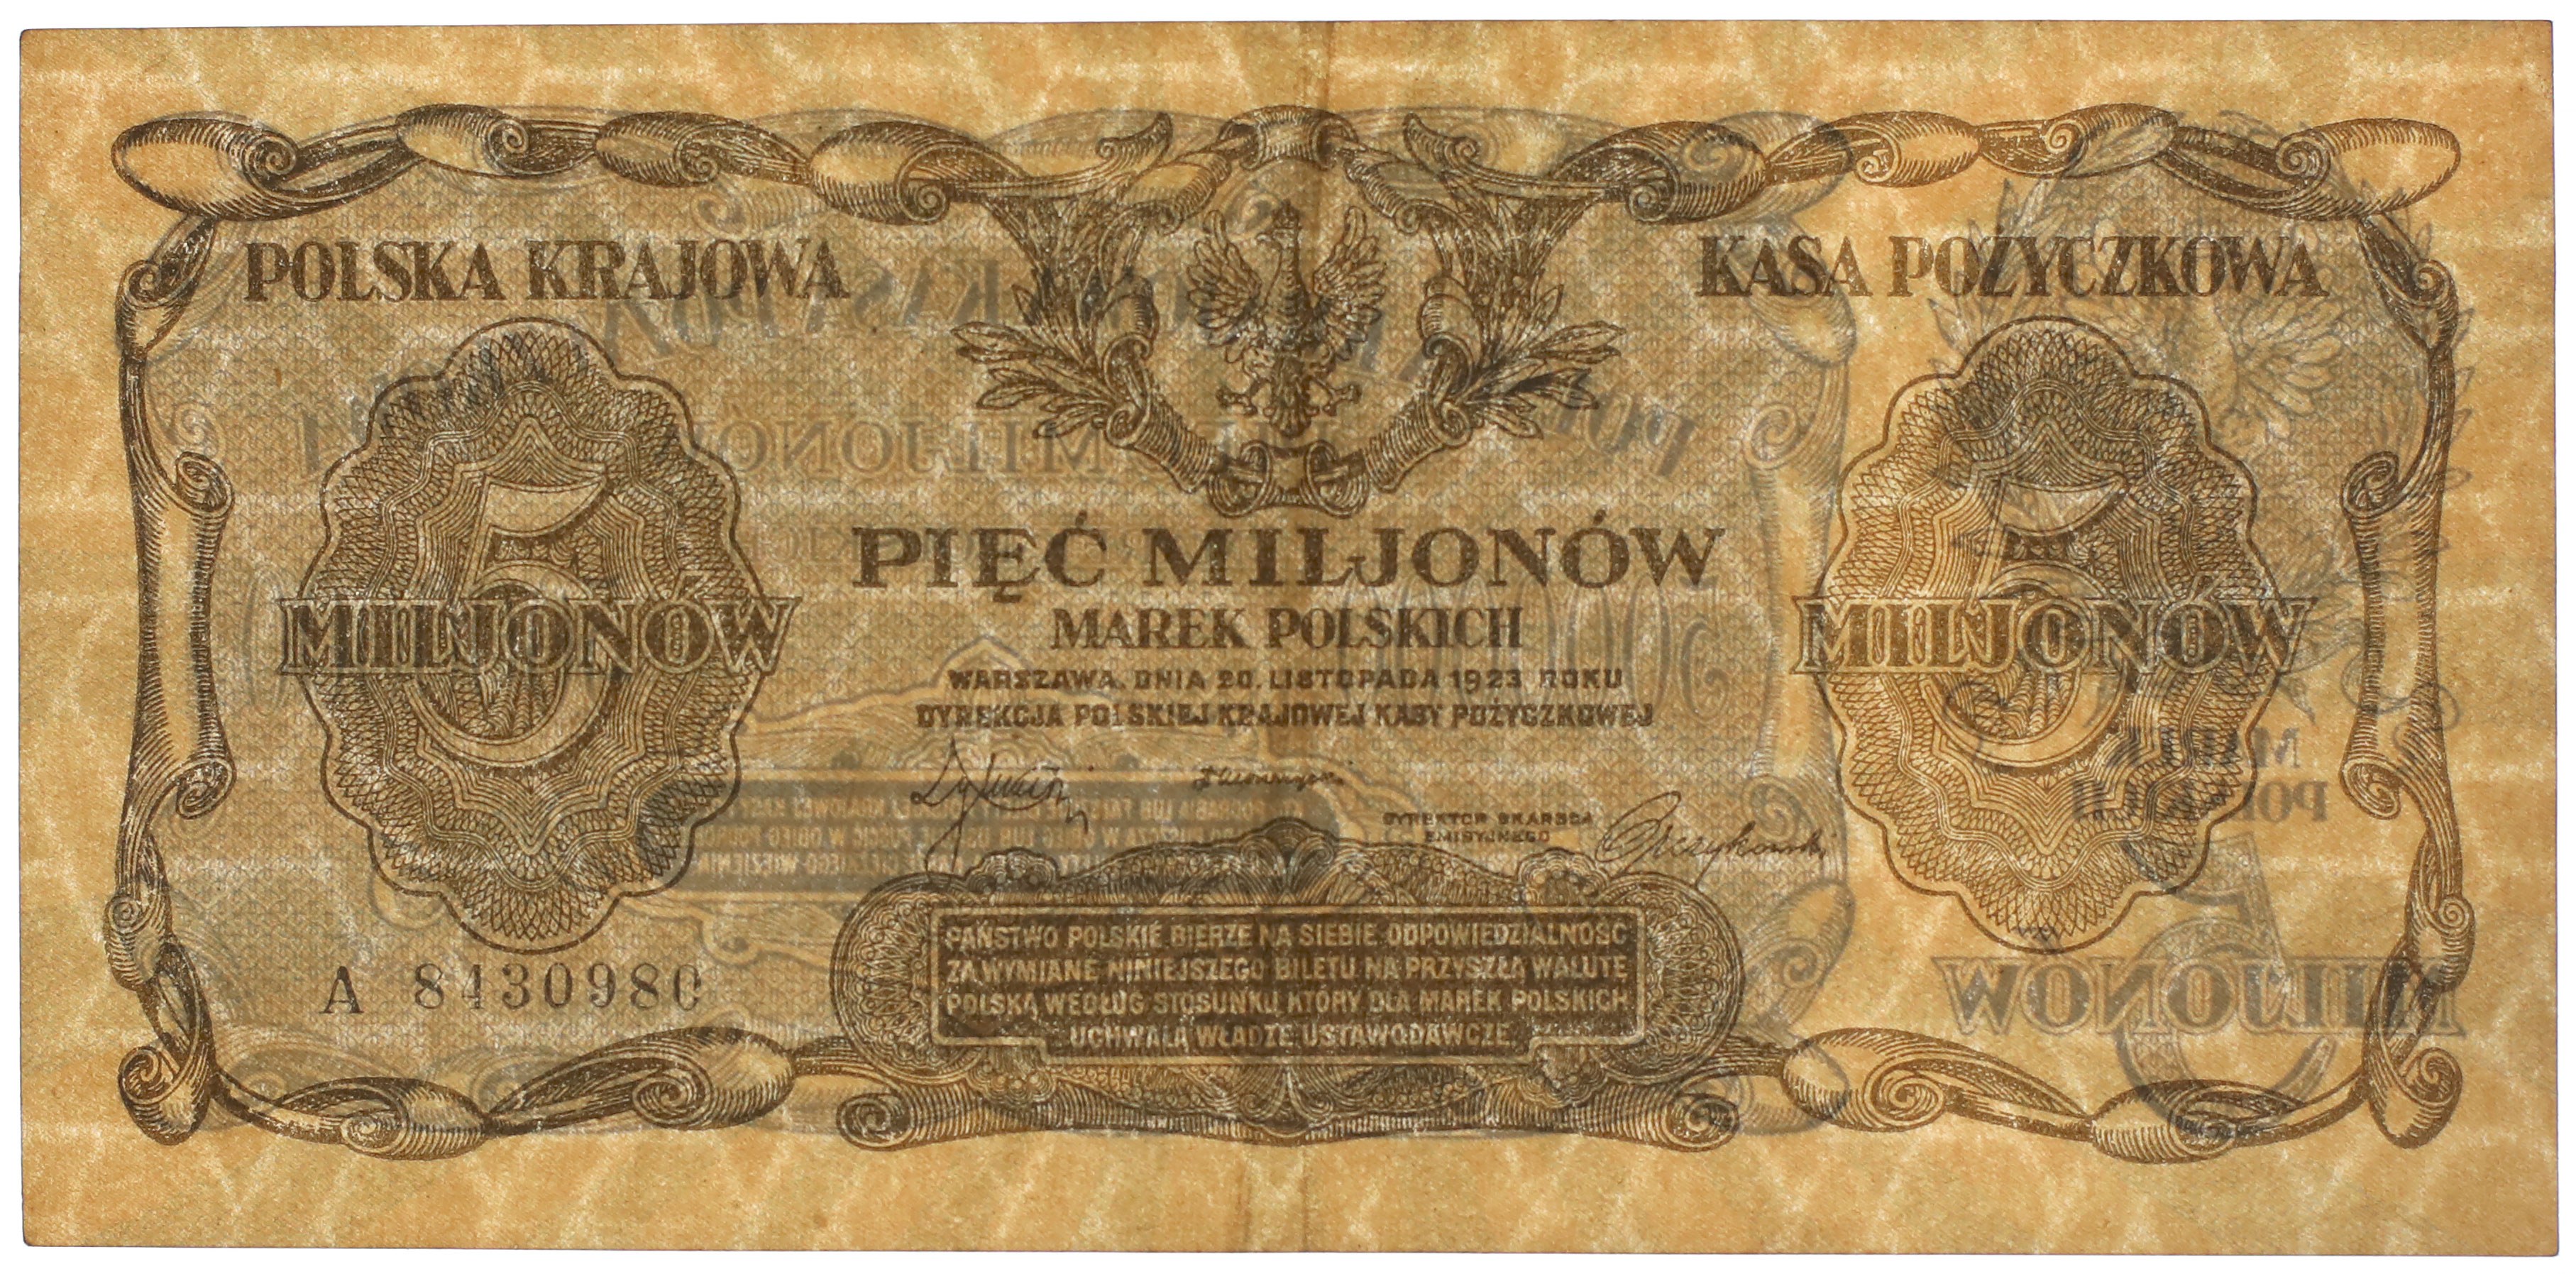 POLSKA KRAJOWA
KASA POŻYCZKOWA
5
MILJONÓW
5
MILJONÓW
PIĘĆ MILJONÓW
MAREK POLSKICH
WARSZAWA, DNIA 20. LISTOPADA 1923 ROKU
DYREKCJA POLSKIEJ KRAJOWEJ KASY POŻYCZKOWEJ
DYREKTOR SKARBCA
EMISYJNEGO
A 8430980
PAŃSTWO POLSKIE BIERZE NA SIEBIE ODPOWIEDZIALNOŚĆ
ZA WYMIANĘ NINIEJSZEGO BILETU NA PRZYSZŁĄ WALUTĘ
POLSKĄ WEDŁUG STOSUNKU, KTÓRY DLA MAREK POLSKICH
UCHWALĄ WŁADZE USTAWODAWCZE.